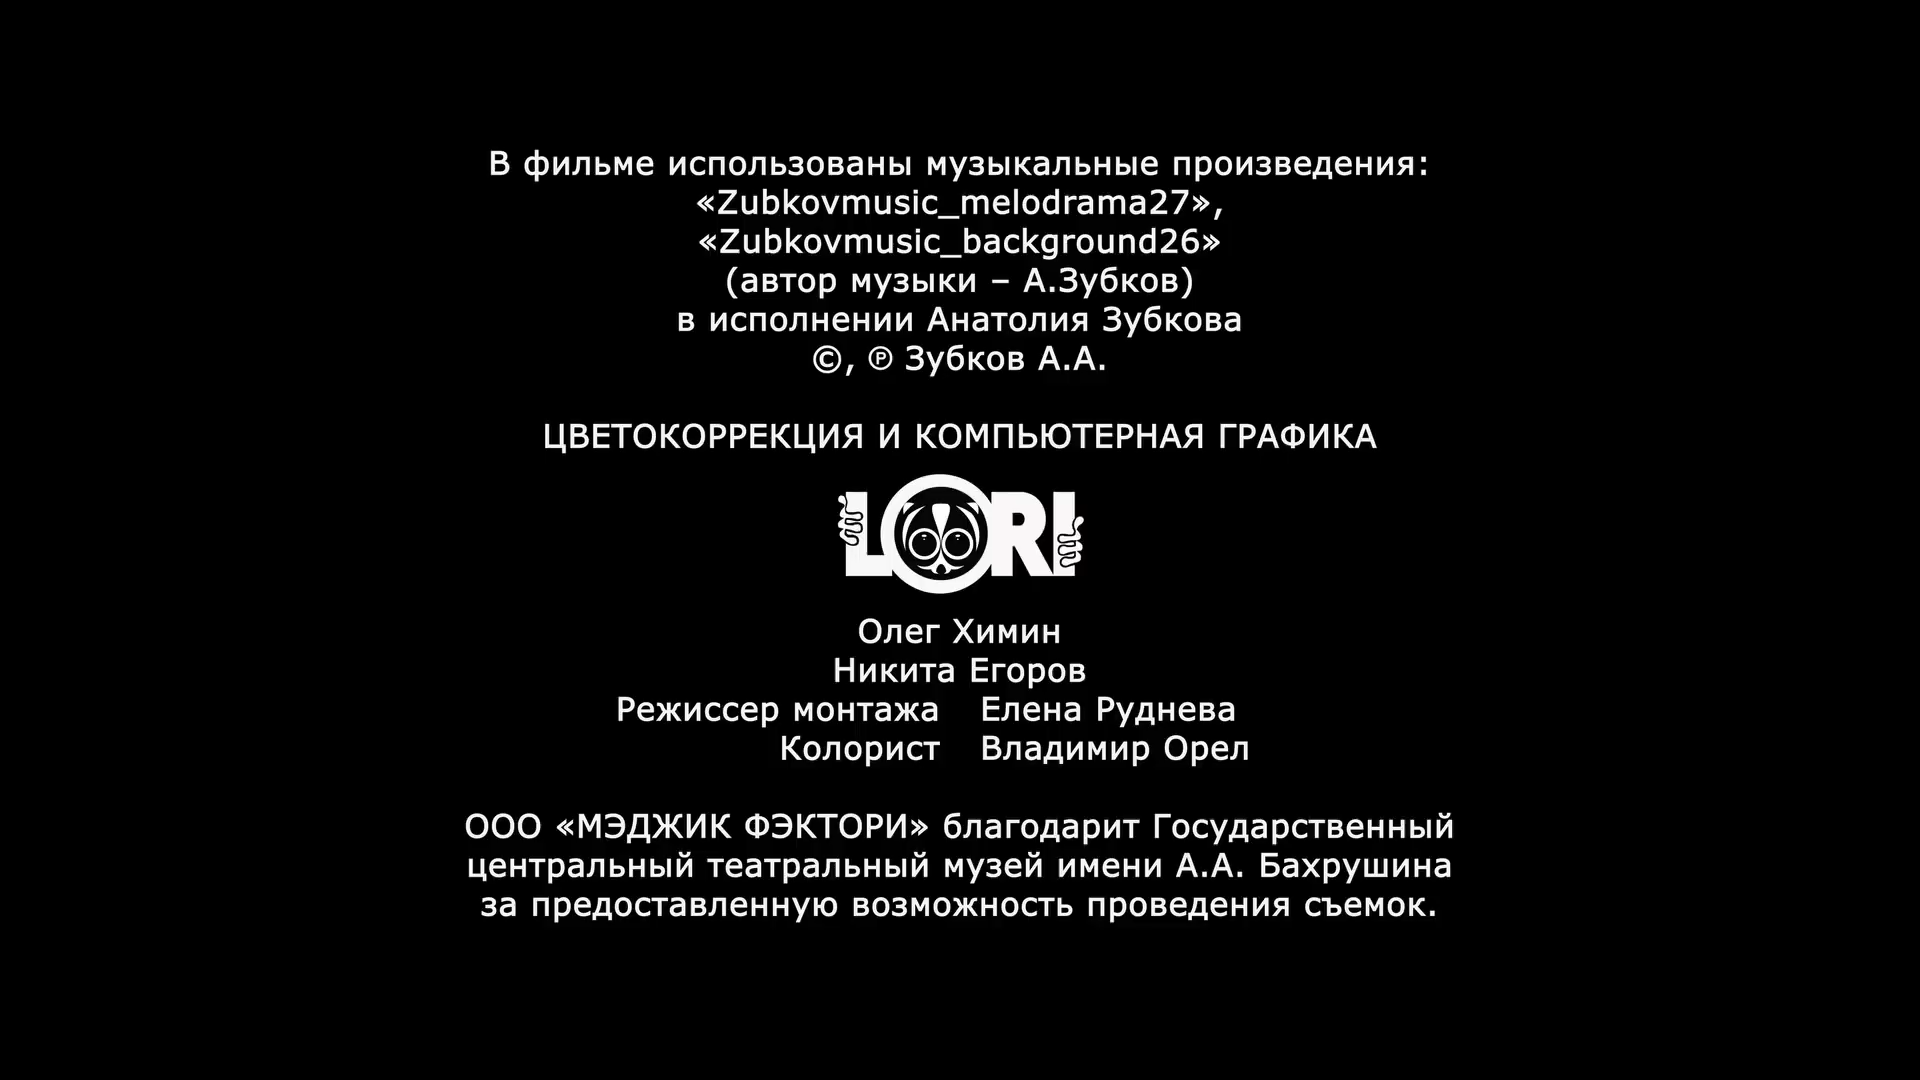 В фильме использованы музыкальные произведения:
«Zubkovmusic_melodrama27»,
«Zubkovmusic_background26»
(автор музыки – А.Зубков)
в исполнении Анатолия Зубкова
©, ℗ Зубков А.А.
ЦВЕТОКОРРЕКЦИЯ И КОМПЬЮТЕРНАЯ ГРАФИКА
LORI
Олег Химин
Никита Егоров
Режиссер монтажа Елена Руднева
Колорист Владимир Орел
ООО «МЭДЖИК ФЭКТОРИ» благодарит Государственный
центральный театральный музей имени А.А. Бахрушина
за предоставленную возможность проведения съемок.